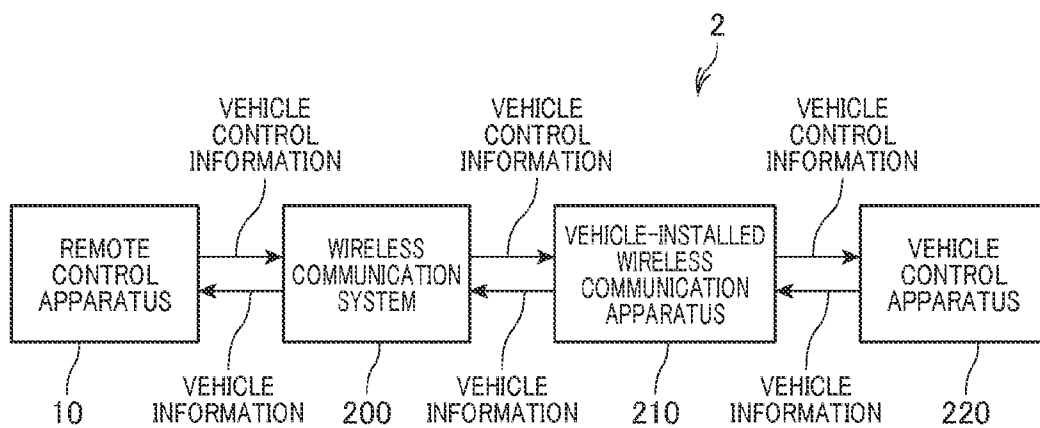 2
VEHICLE
CONTROL
INFORMATION
VEHICLE
CONTROL
INFORMATION
VEHICLE
CONTROL
INFORMATION
REMOTE
CONTROL
APPARATUS
WIRELESS
COMMUNICATION
SYSTEM
VEHICLE-INSTALLED
WIRELESS
COMMUNICATION
APPARATUS
VEHICLE
CONTROL
APPARATUS
10
VEHICLE
INFORMATION
200
VEHICLE
INFORMATION
210
VEHICLE
INFORMATION
220